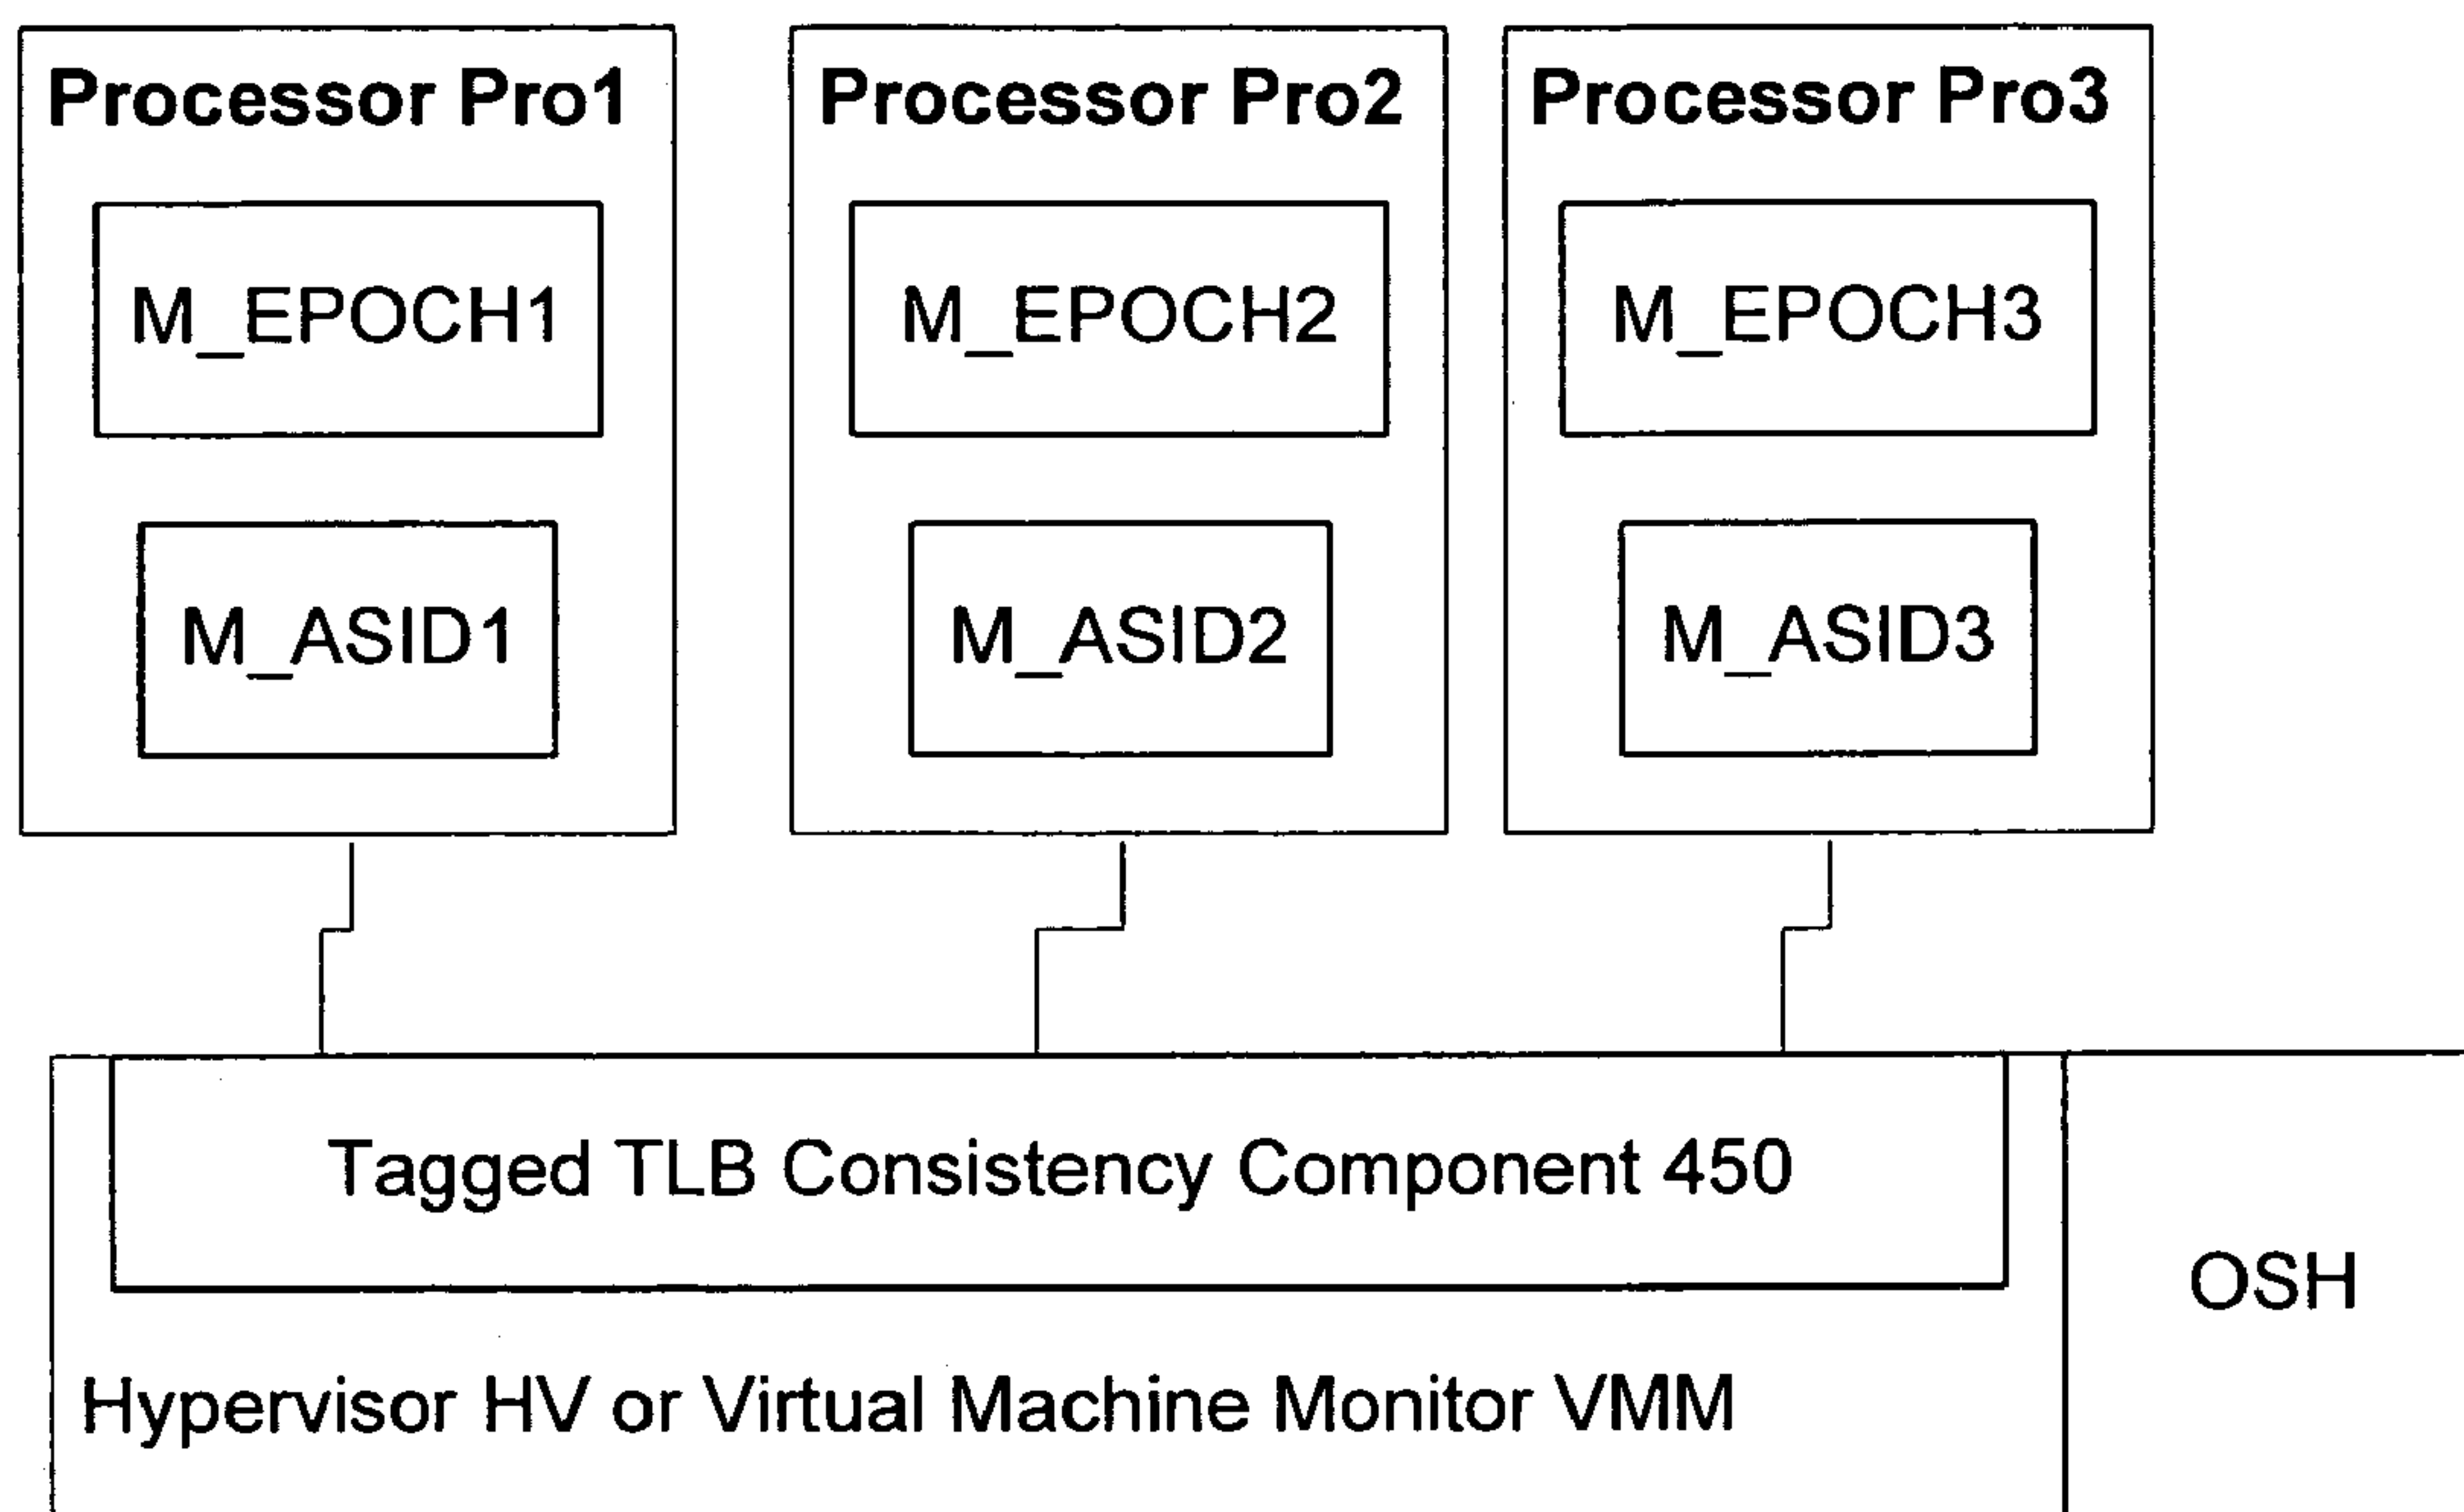 Processor Pro1
Processor Pro2
Processor Pro3
M_EPOCH1
M_EPOCH2
M_EPOCH3
M_ASID1
M_ASID2
M_ASID3
Tagged TLB Consistency Component 450
OSH
Hypervisor HV or Virtual Machine Monitor VMM